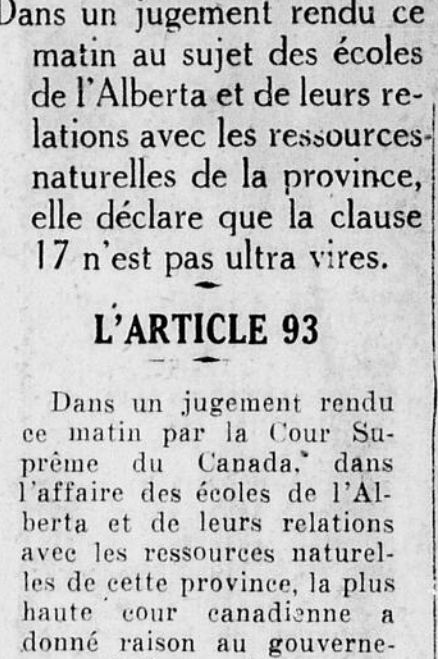 Dans un jugement rendu ce
matin au sujet des écoles
de l'Alberta et de leurs re-
lations avec les ressources
naturelles de la province,
elle déclare que la clause
17 n'est pas ultra vires.
L'ARTICLE 93
Dans un jugement rendu
ce matin par la Cour Su-
prême du Canada, dans
l'affaire des écoles de l'Al-
berta et de leurs relations
avec les ressources naturel-
les de cette province, la plus
haute cour canadienne a
donné raison au gouverne-